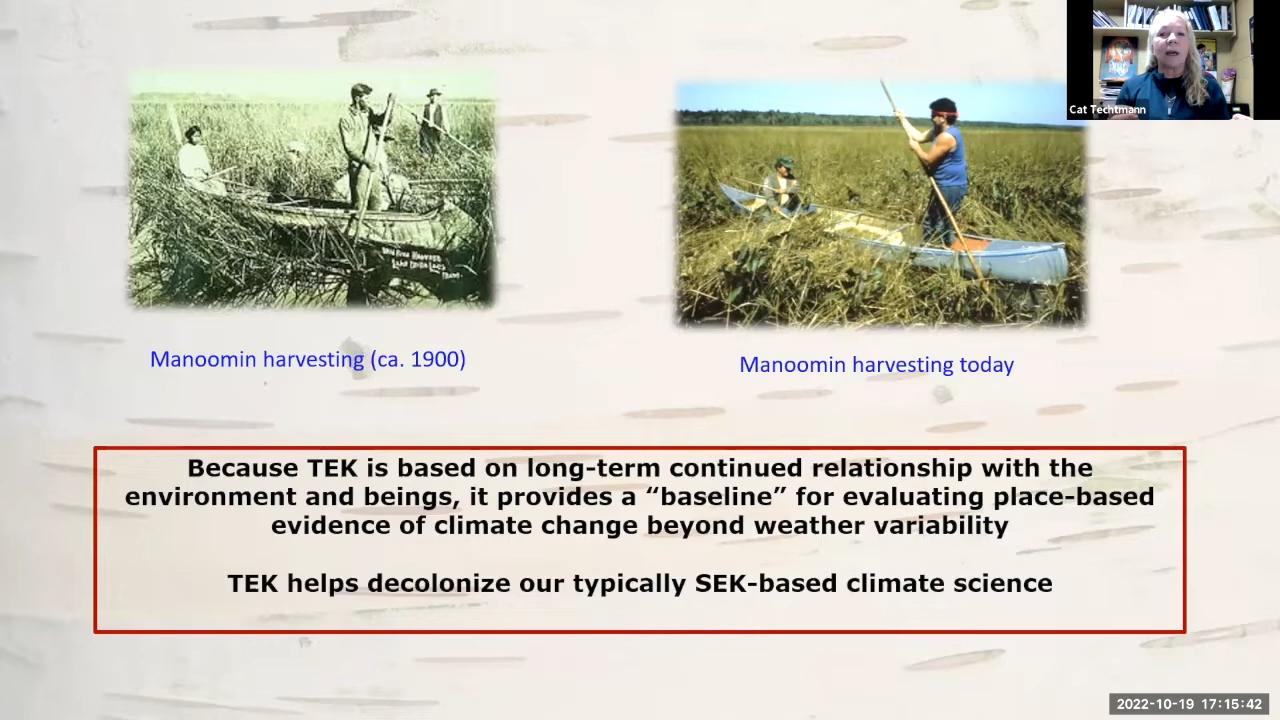 Cat Techtmann
Manoomin harvesting (ca. 1900)
Manoomin harvesting today
Because TEK is based on long-term continued relationship with the
environment and beings, it provides a “baseline” for evaluating place-based
evidence of climate change beyond weather variability
TEK helps decolonize our typically SEK-based climate science
2022-10-19 17:15:42